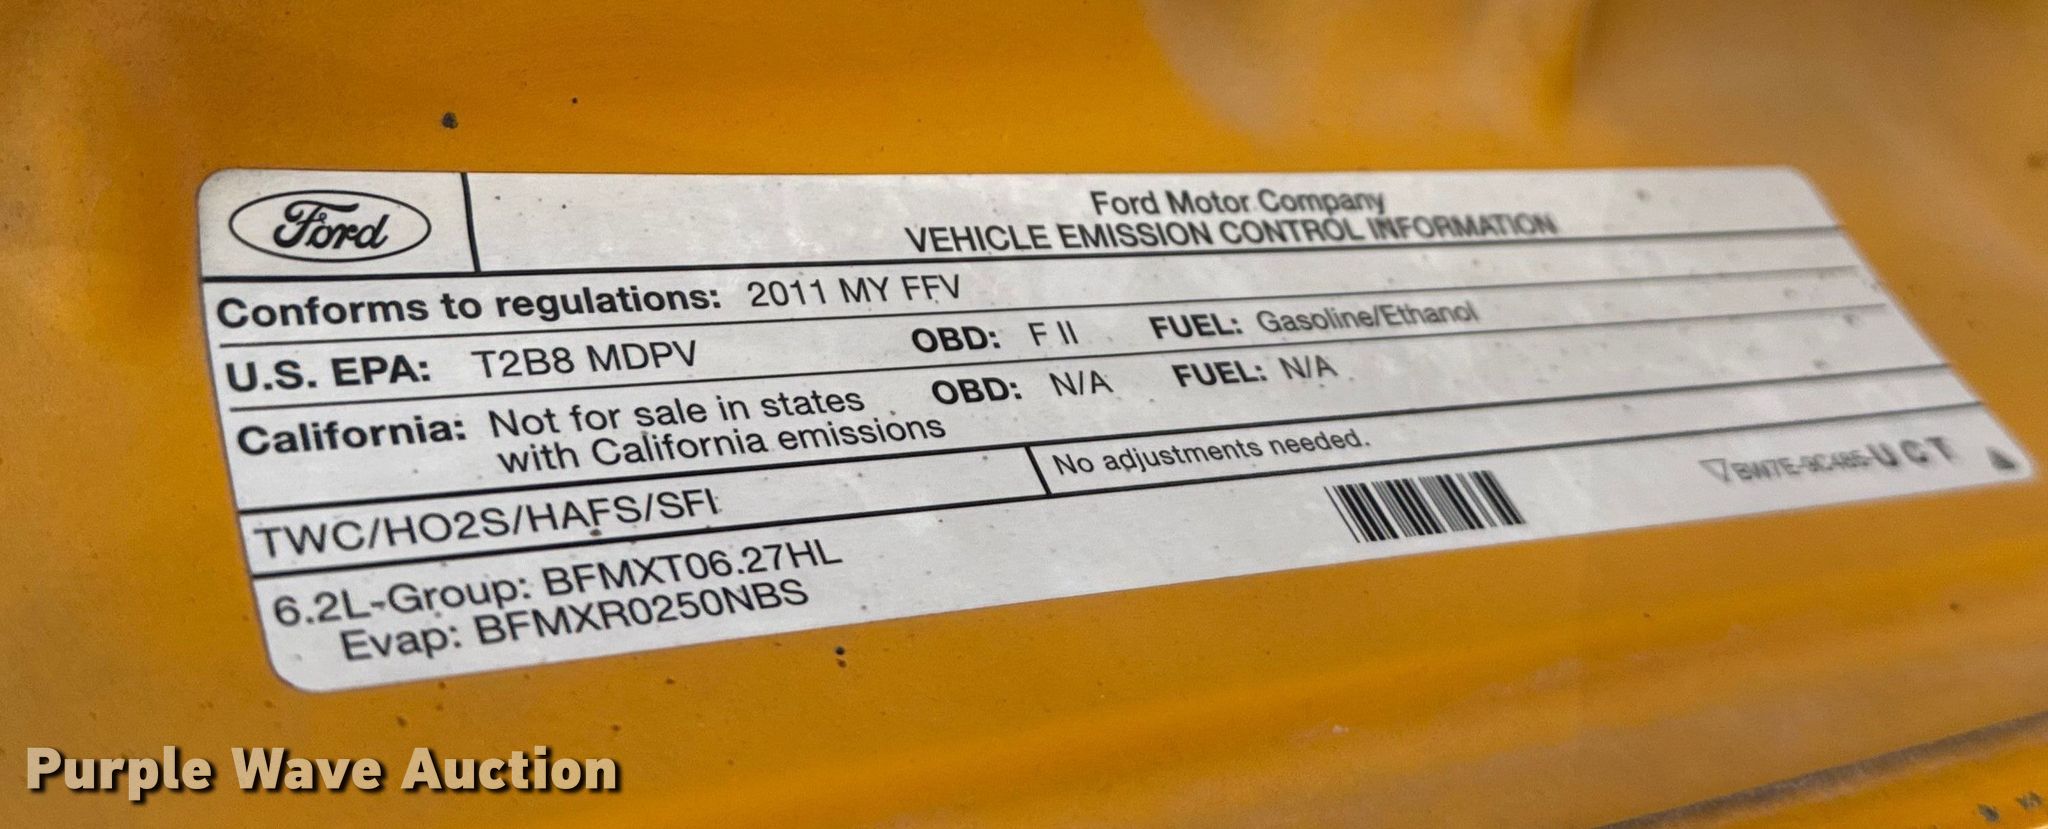 Ford
Ford Motor Company
VEHICLE EMISSION CONTROL INFORMATION
Conforms to regulations: 2011 MY FFV
U.S. EPA: T2B8 MDPV OBD: F II FUEL: Gasoline/Ethanol
California: Not for sale in states with California emissions OBD: N/A FUEL: N/A
TWC/HO2S/HAFS/SFI
No adjustments needed.
6.2L-Group: BFMXT06.27HL
Evap: BFMXR0250NBS
UCT
Purple Wave Auction